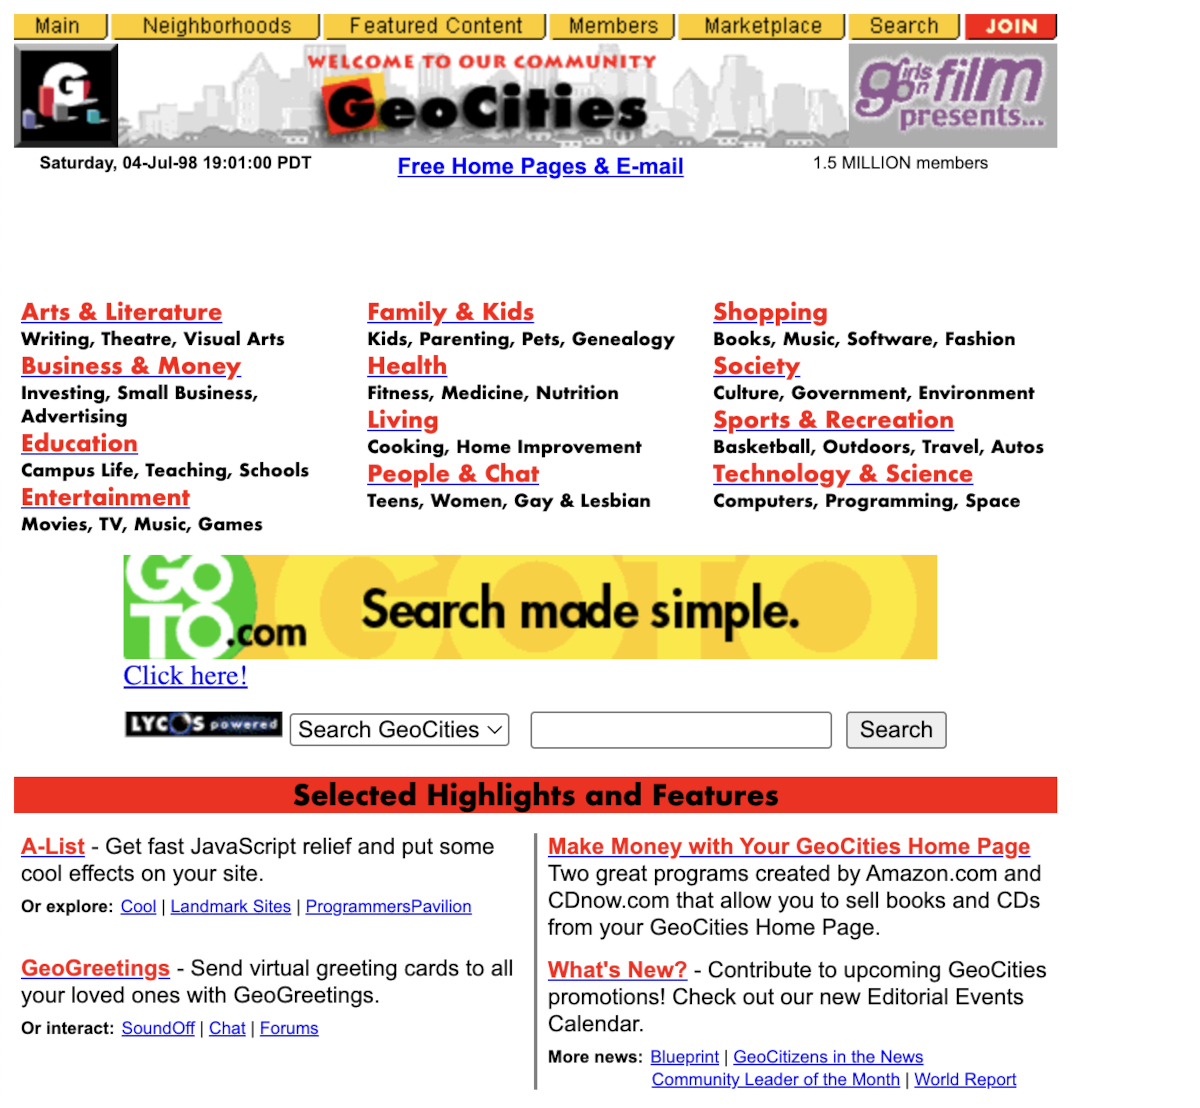 Main Neighborhoods Featured Content Members Marketplace Search JOIN
WELCOME TO OUR COMMUNITY
GeoCities
girls on film
presents...
Saturday, 04-Jul-98 19:01:00 PDT
Free Home Pages & E-mail
1.5 MILLION members
Arts & Literature
Writing, Theatre, Visual Arts
Business & Money
Investing, Small Business,
Advertising
Education
Campus Life, Teaching, Schools
Entertainment
Movies, TV, Music, Games
Family & Kids
Kids, Parenting, Pets, Genealogy
Health
Fitness, Medicine, Nutrition
Living
Cooking, Home Improvement
People & Chat
Teens, Women, Gay & Lesbian
Shopping
Books, Music, Software, Fashion
Society
Culture, Government, Environment
Sports & Recreation
Basketball, Outdoors, Travel, Autos
Technology & Science
Computers, Programming, Space
GO
TO.com
Search made simple.
GOTO
Click here!
LYCOS powered Search GeoCities Search
Selected Highlights and Features
A-List - Get fast JavaScript relief and put some
cool effects on your site.
Or explore: Cool | Landmark Sites | ProgrammersPavilion
GeoGreetings - Send virtual greeting cards to all
your loved ones with GeoGreetings.
Or interact: SoundOff | Chat | Forums
Make Money with Your GeoCities Home Page
Two great programs created by Amazon.com and
CDnow.com that allow you to sell books and CDs
from your GeoCities Home Page.
What's New? - Contribute to upcoming GeoCities
promotions! Check out our new Editorial Events
Calendar.
More news: Blueprint | GeoCitizens in the News
Community Leader of the Month | World Report